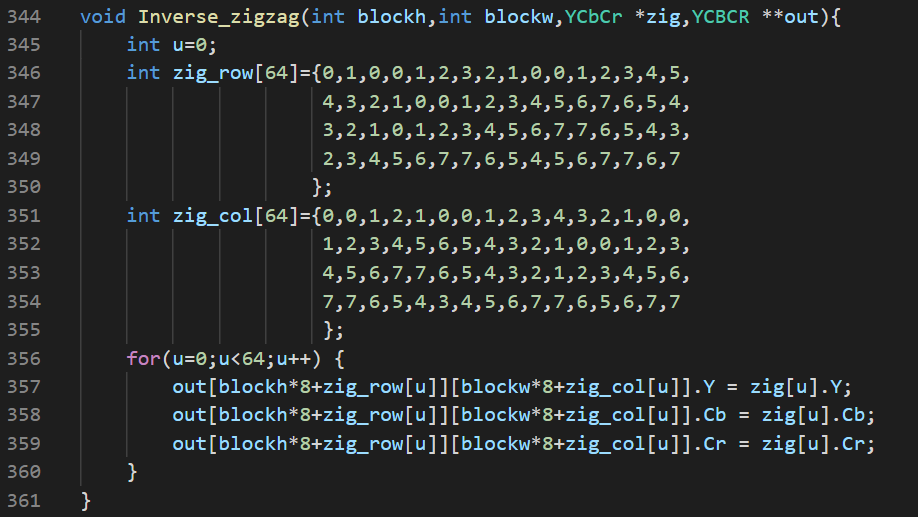 344 void Inverse_zigzag(int blockh,int blockw,YCbCr *zig,YCBCR **out){
345     int u=0;
346     int zig_row[64]={0,1,0,0,1,2,3,2,1,0,0,1,2,3,4,5,
347                      4,3,2,1,0,0,1,2,3,4,5,6,7,6,5,4,
348                      3,2,1,0,1,2,3,4,5,6,7,7,6,5,4,3,
349                      2,3,4,5,6,7,7,6,5,4,5,6,7,7,6,7
350                     };
351     int zig_col[64]={0,0,1,2,1,0,0,1,2,3,4,3,2,1,0,0,
352                      1,2,3,4,5,6,5,4,3,2,1,0,0,1,2,3,
353                      4,5,6,7,7,6,5,4,3,2,1,2,3,4,5,6,
354                      7,7,6,5,4,3,4,5,6,7,7,6,5,6,7,7
355                      };
356     for(u=0;u<64;u++) {
357         out[blockh*8+zig_row[u]][blockw*8+zig_col[u]].Y = zig[u].Y;
358         out[blockh*8+zig_row[u]][blockw*8+zig_col[u]].Cb = zig[u].Cb;
359         out[blockh*8+zig_row[u]][blockw*8+zig_col[u]].Cr = zig[u].Cr;
360     }
361 }